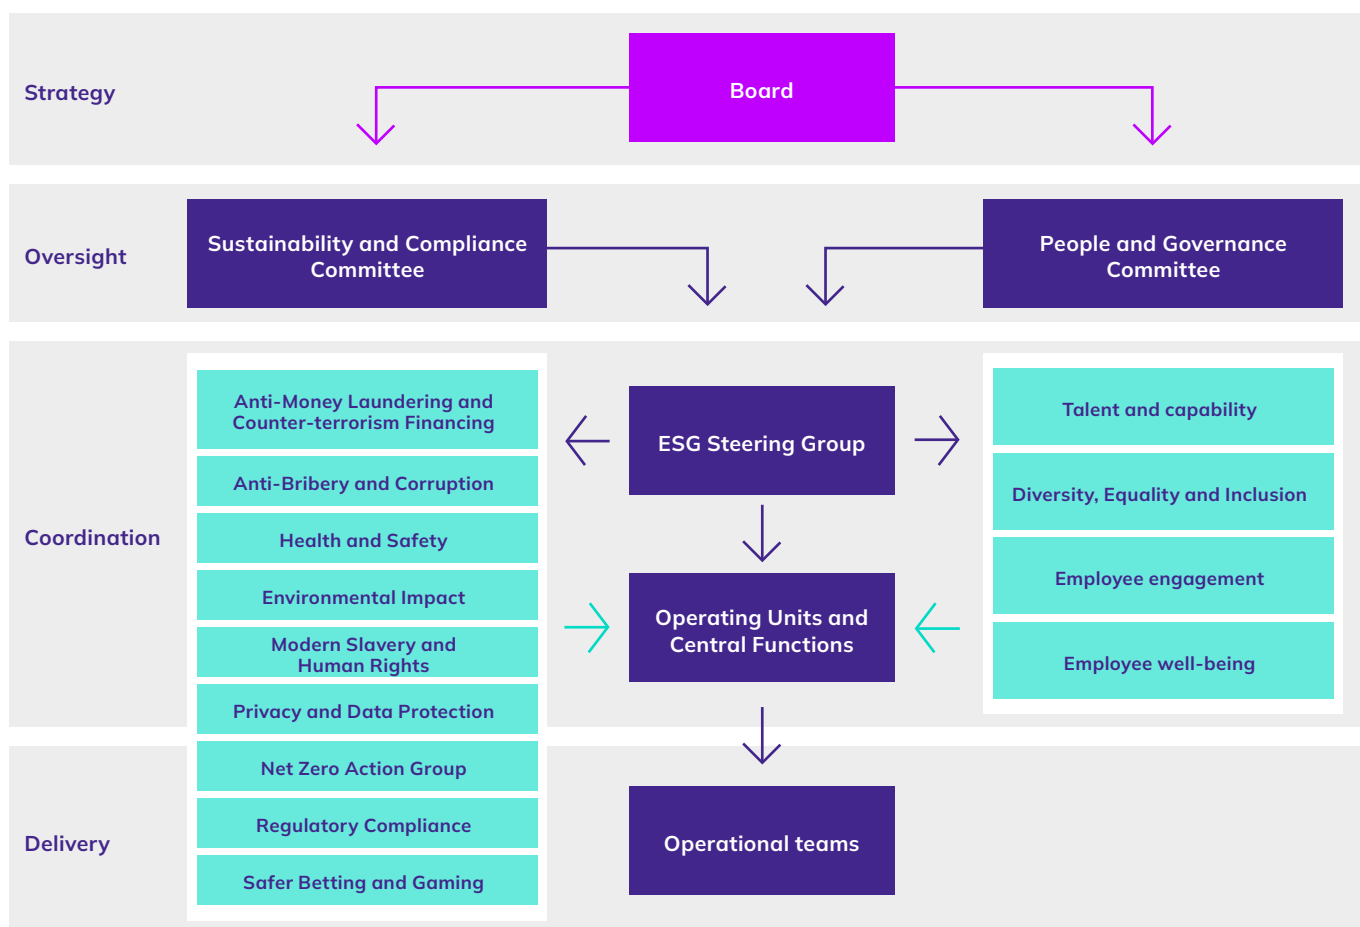 Strategy
Board
Oversight
Sustainability and Compliance
Committee
People and Governance
Committee
Coordination
Anti-Money Laundering and
Counter-terrorism Financing
Anti-Bribery and Corruption
Health and Safety
Environmental Impact
Modern Slavery and
Human Rights
Privacy and Data Protection
Net Zero Action Group
Regulatory Compliance
Safer Betting and Gaming
ESG Steering Group
Operating Units and
Central Functions
Talent and capability
Diversity, Equality and Inclusion
Employee engagement
Employee well-being
Delivery
Operational teams